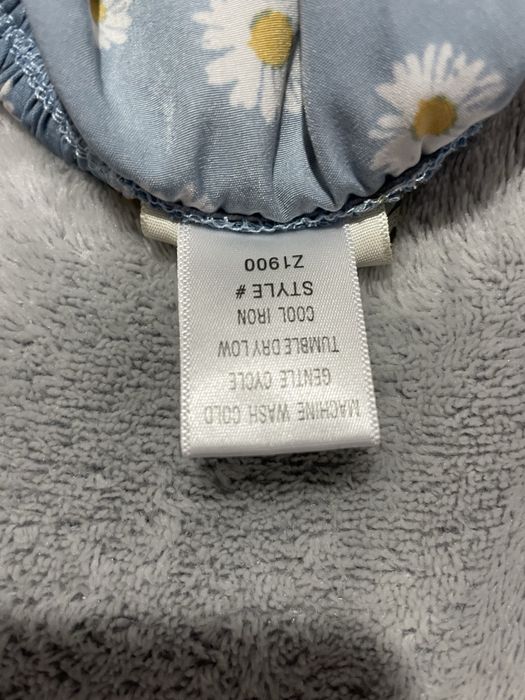 MACHINE WASH COLD
GENTLE CYCLE
TUMBLE DRY LOW
COOL IRON
STYLE #
Z1900